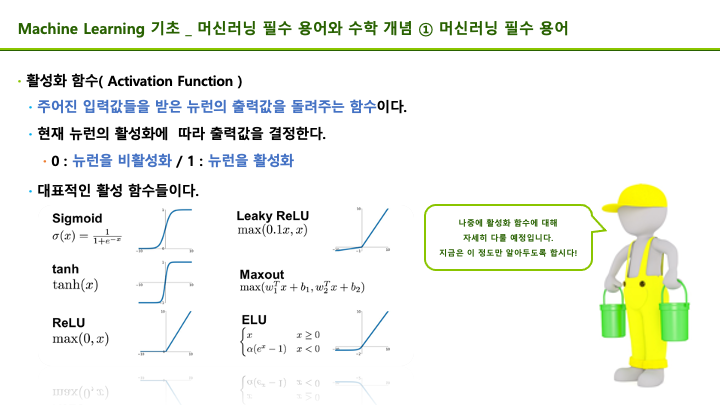 Machine Learning 기초 _ 머신러닝 필수 용어와 수학 개념 ① 머신러닝 필수 용어
· 활성화 함수( Activation Function )
· 주어진 입력값들을 받은 뉴런의 출력값을 돌려주는 함수이다.
· 현재 뉴런의 활성화에 따라 출력값을 결정한다.
· 0 : 뉴런을 비활성화 / 1 : 뉴런을 활성화
· 대표적인 활성 함수들이다.
Sigmoid
σ(x) = 1/(1+e^{-x})
tanh
tanh(x)
ReLU
max(0, x)
Leaky ReLU
max(0.1x, x)
Maxout
max(w_1^T x + b_1, w_2^T x + b_2)
ELU
x x ≥ 0
α(e^x − 1) x < 0
나중에 활성화 함수에 대해
자세히 다룰 예정입니다.
지금은 이 정도만 알아두도록 합시다!